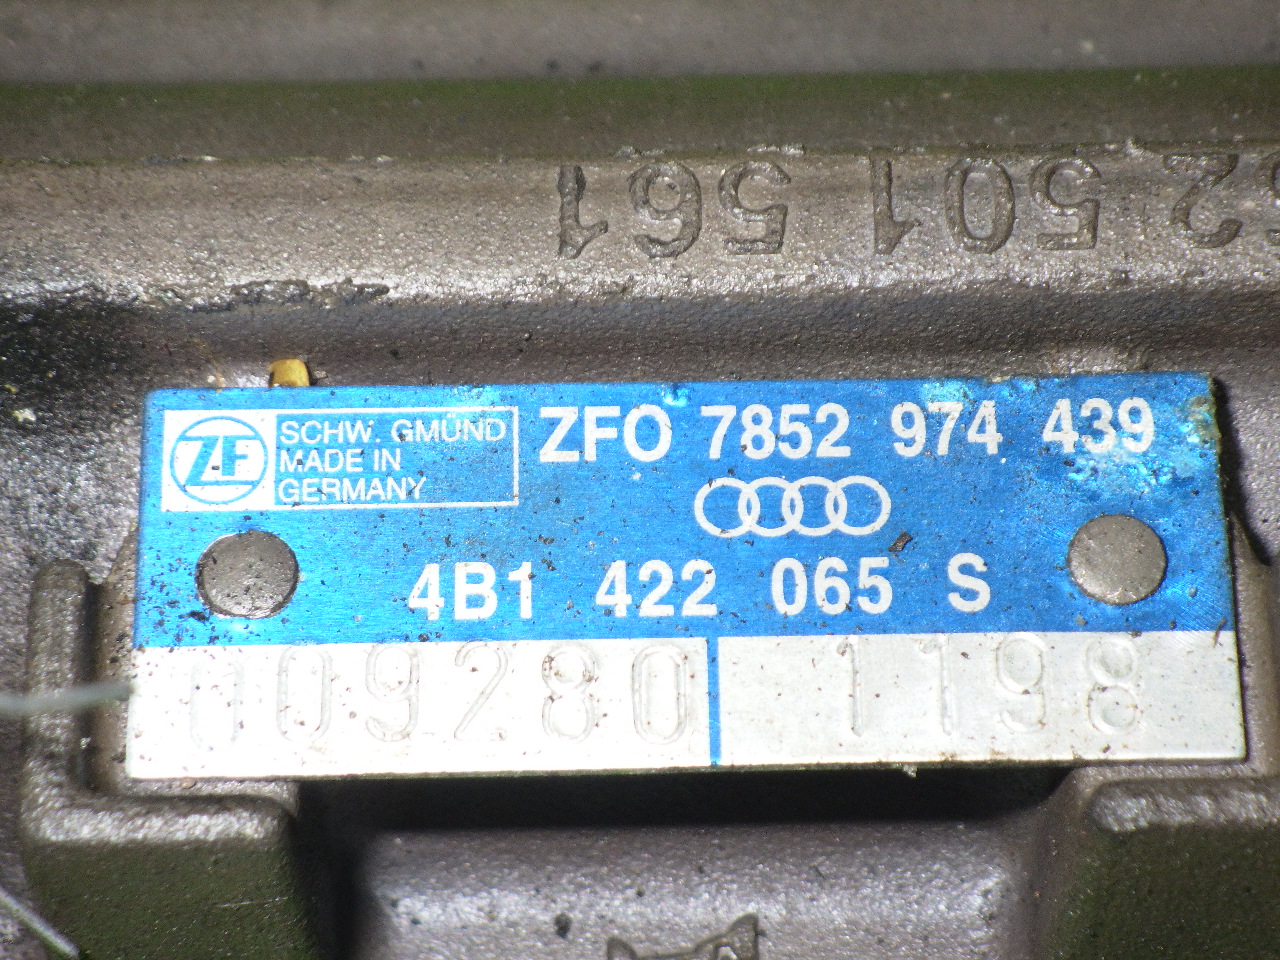 2 501 561
ZF
SCHW. GMÜND
MADE IN
GERMANY
ZFO 7852 974 439
4B1 422 065 S
009280 1198